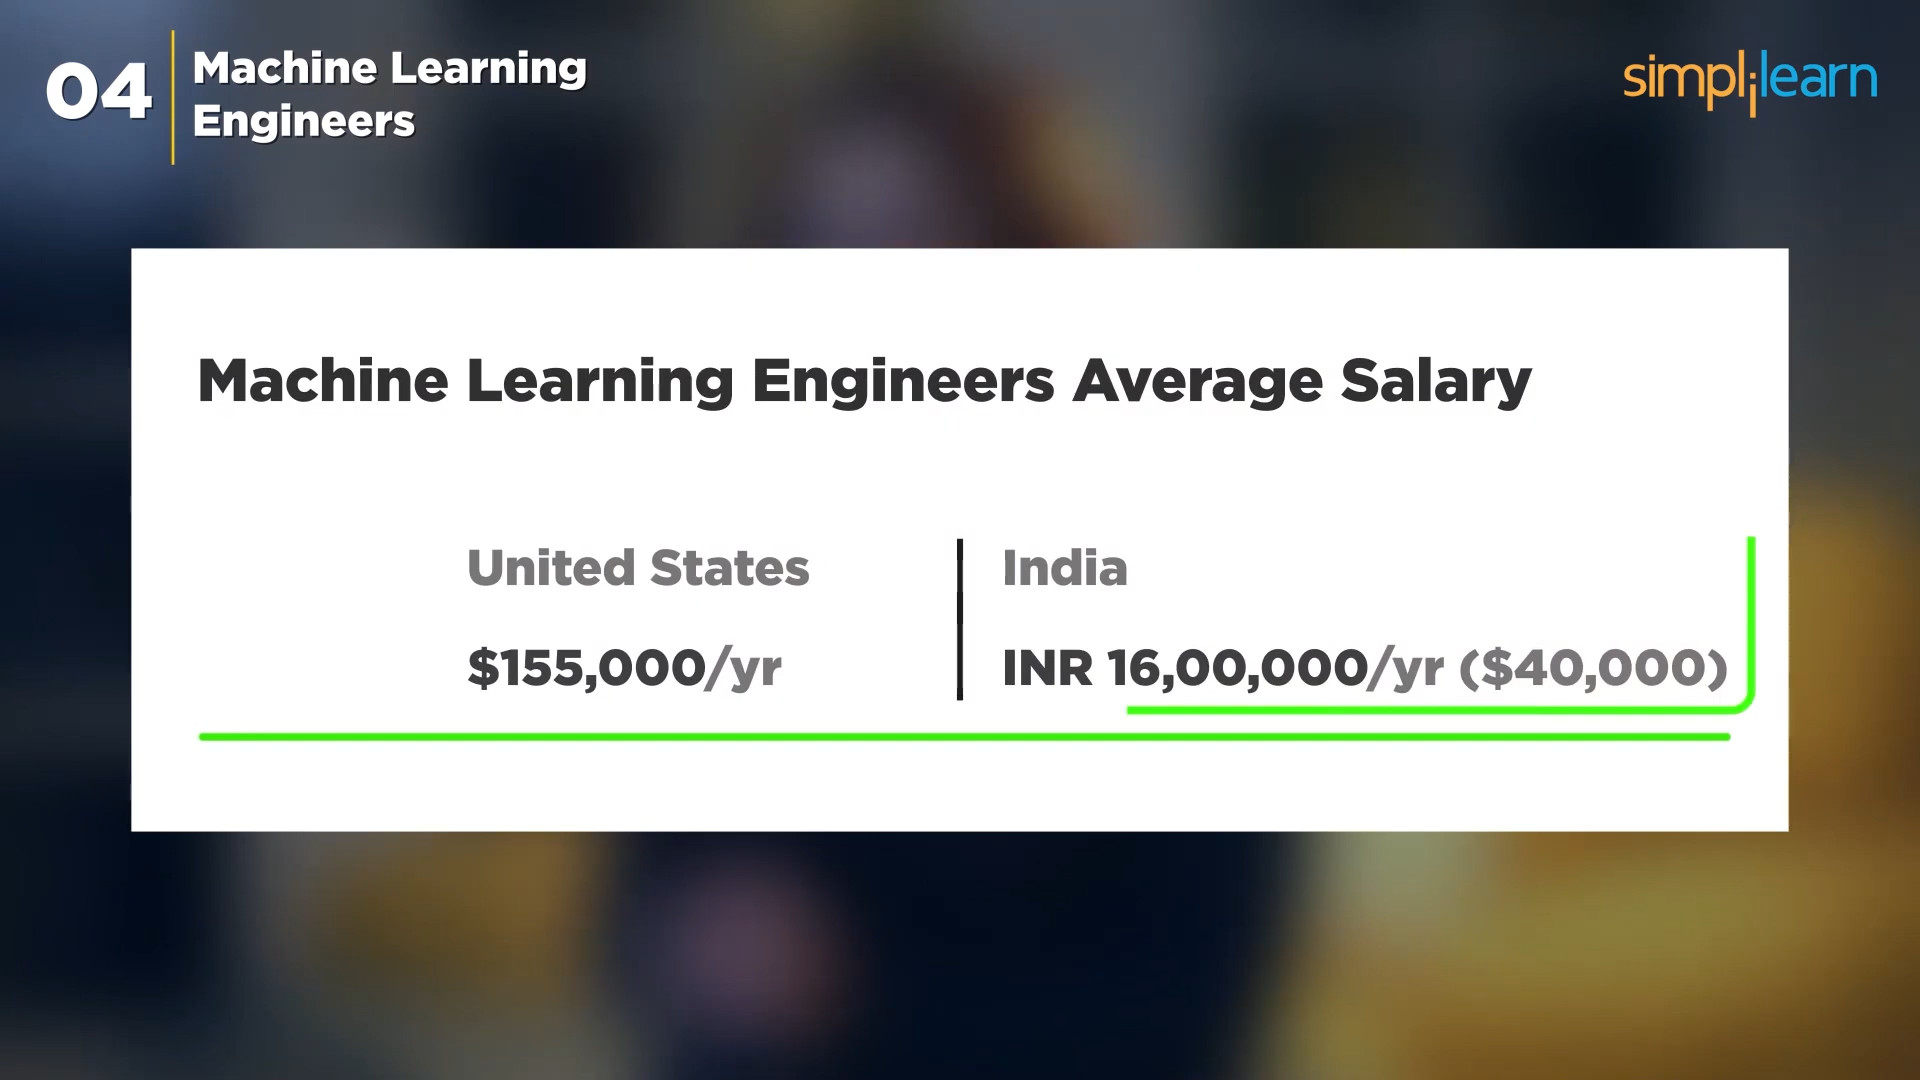 04
Machine Learning
Engineers
simplilearn
Machine Learning Engineers Average Salary
United States
India
$155,000/yr
INR 16,00,000/yr ($40,000)